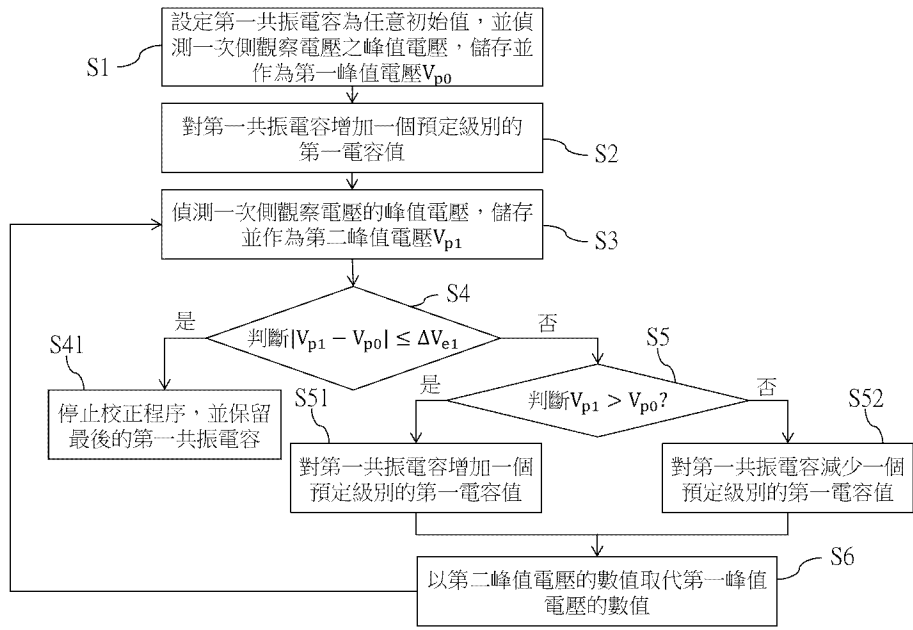 設定第一共振電容為任意初始值，並偵
測一次側觀察電壓之峰值電壓，儲存並
作為第一峰值電壓Vp0
S1
對第一共振電容增加一個預定級別的
第一電容值
S2
偵測一次側觀察電壓的峰值電壓，儲存
並作為第二峰值電壓Vp1
S3
S4
是
判斷|Vp1 − Vp0| ≤ ΔVe1
否
S41
停止校正程序，並保留
最後的第一共振電容
S5
是
判斷Vp1 > Vp0?
否
S51
對第一共振電容增加一個
預定級別的第一電容值
S52
對第一共振電容減少一個
預定級別的第一電容值
S6
以第二峰值電壓的數值取代第一峰值
電壓的數值